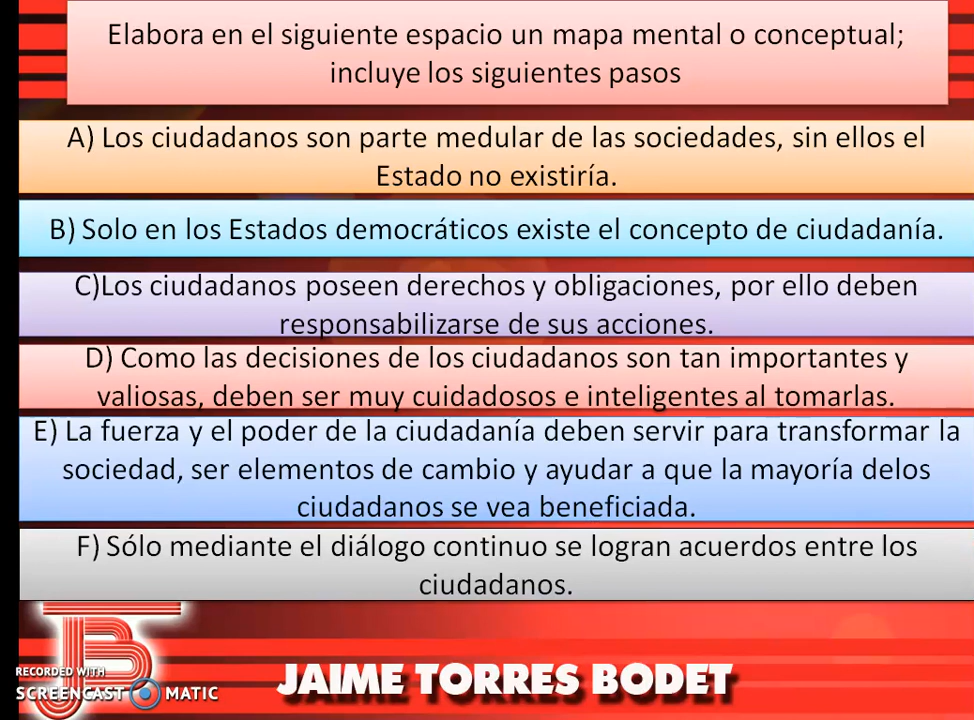 Elabora en el siguiente espacio un mapa mental o conceptual;
incluye los siguientes pasos
A) Los ciudadanos son parte medular de las sociedades, sin ellos el
Estado no existiría.
B) Solo en los Estados democráticos existe el concepto de ciudadanía.
C)Los ciudadanos poseen derechos y obligaciones, por ello deben
responsabilizarse de sus acciones.
D) Como las decisiones de los ciudadanos son tan importantes y
valiosas, deben ser muy cuidadosos e inteligentes al tomarlas.
E) La fuerza y el poder de la ciudadanía deben servir para transformar la
sociedad, ser elementos de cambio y ayudar a que la mayoría delos
ciudadanos se vea beneficiada.
F) Sólo mediante el diálogo continuo se logran acuerdos entre los
ciudadanos.
RECORDED WITH
SCREENCAST MATIC
JAIME TORRES BODET